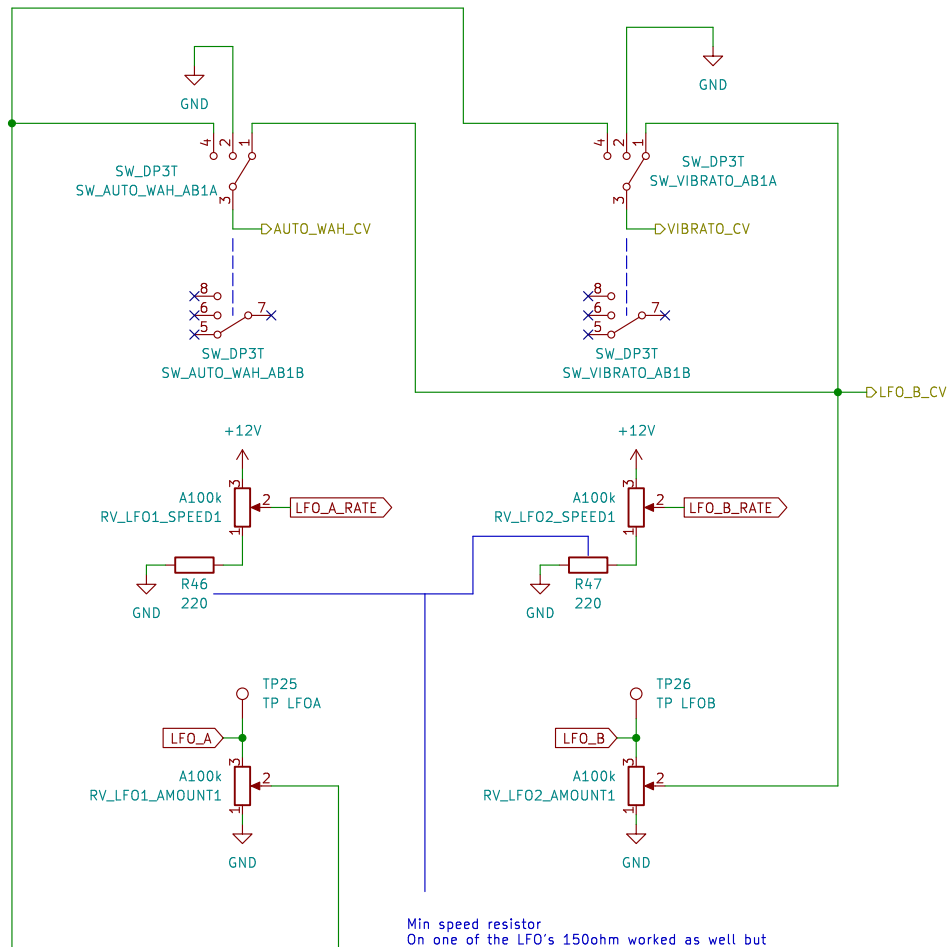 GND
GND
4
2
1
4
2
1
SW_DP3T
SW_AUTO_WAH_AB1A
SW_DP3T
SW_VIBRATO_AB1A
3
3
AUTO_WAH_CV
VIBRATO_CV
8
6
7
5
8
6
7
5
SW_DP3T
SW_AUTO_WAH_AB1B
SW_DP3T
SW_VIBRATO_AB1B
LFO_B_CV
+12V
+12V
3
A100k
RV_LFO1_SPEED1
2
LFO_A_RATE
1
3
A100k
RV_LFO2_SPEED1
2
LFO_B_RATE
1
R46
220
GND
R47
220
GND
TP25
TP LFOA
TP26
TP LFOB
LFO_A
LFO_B
3
A100k
RV_LFO1_AMOUNT1
2
1
3
A100k
RV_LFO2_AMOUNT1
2
1
GND
GND
Min speed resistor
On one of the LFO's 150ohm worked as well but